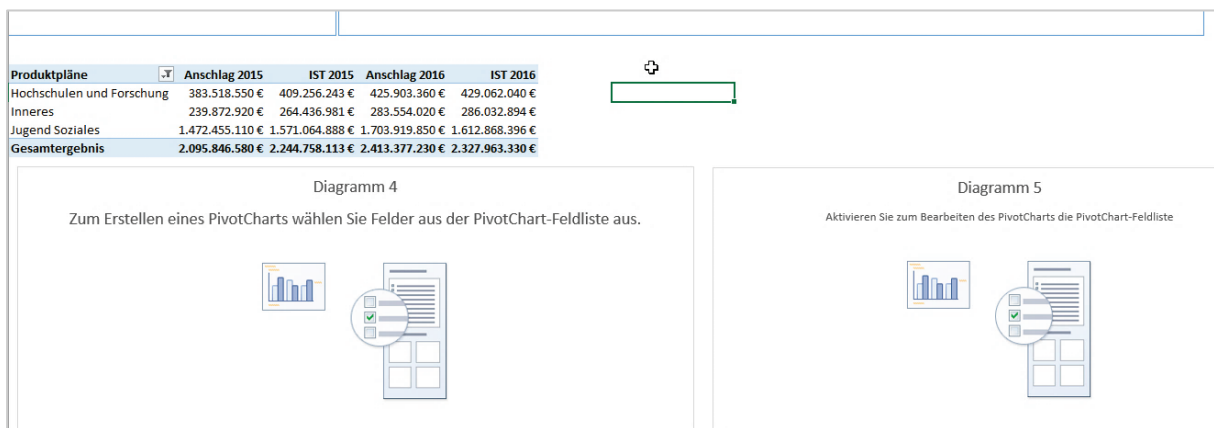 Produktpläne Anschlag 2015 IST 2015 Anschlag 2016 IST 2016
Hochschulen und Forschung 383.518.550 € 409.256.243 € 425.903.360 € 429.062.040 €
Inneres 239.872.920 € 264.436.981 € 283.554.020 € 286.032.894 €
Jugend Soziales 1.472.455.110 € 1.571.064.888 € 1.703.919.850 € 1.612.868.396 €
Gesamtergebnis 2.095.846.580 € 2.244.758.113 € 2.413.377.230 € 2.327.963.330 €
Diagramm 4
Zum Erstellen eines PivotCharts wählen Sie Felder aus der PivotChart-Feldliste aus.
Diagramm 5
Aktivieren Sie zum Bearbeiten des PivotCharts die PivotChart-Feldliste